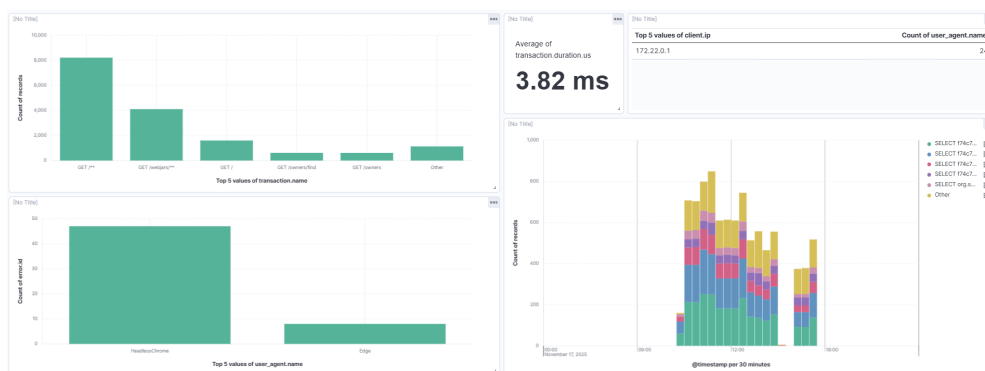 [No Title]
10,000
8,000
6,000
4,000
2,000
0
Count of records
GET /**
GET /webjars/**
GET /
GET /owners/find
GET /owners
Other
Top 5 values of transaction.name
[No Title]
Average of
transaction.duration.us
3.82 ms
[No Title]
Top 5 values of client.ip Count of user_agent.name
172.22.0.1
[No Title]
50
40
30
20
10
0
Count of error.id
HeadlessChrome
Edge
Top 5 values of user_agent.name
[No Title]
1,000
800
600
400
200
0
Count of records
SELECT f74c7...
SELECT f74c7...
SELECT f74c7...
SELECT f74c7...
SELECT org.s...
Other
00:00
November 17, 2025
12:00
@timestamp per 30 minutes